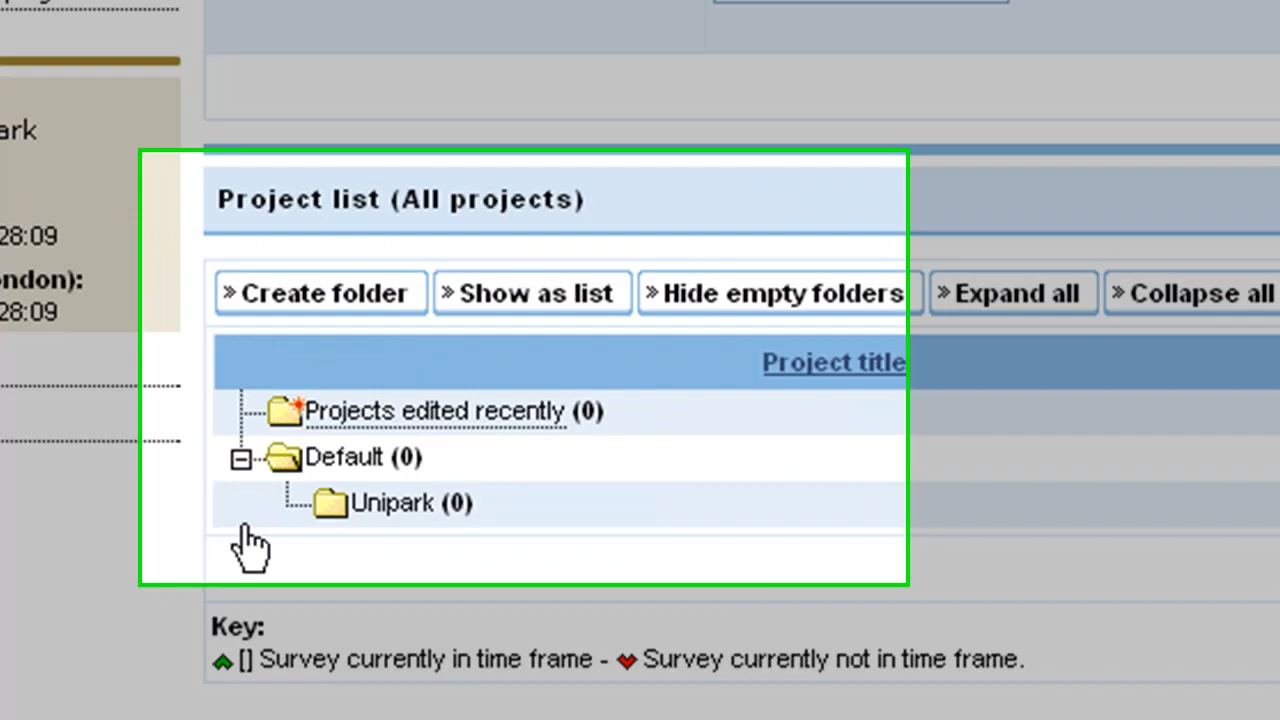 ark
28:09
ondon):
28:09
Project list (All projects)
» Create folder » Show as list » Hide empty folders » Expand all » Collapse all
Project title
Projects edited recently (0)
Default (0)
Unipark (0)
Key:
[] Survey currently in time frame - Survey currently not in time frame.